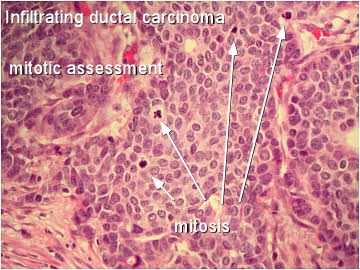 Infiltrating ductal carcinoma
mitotic assessment
mitosis